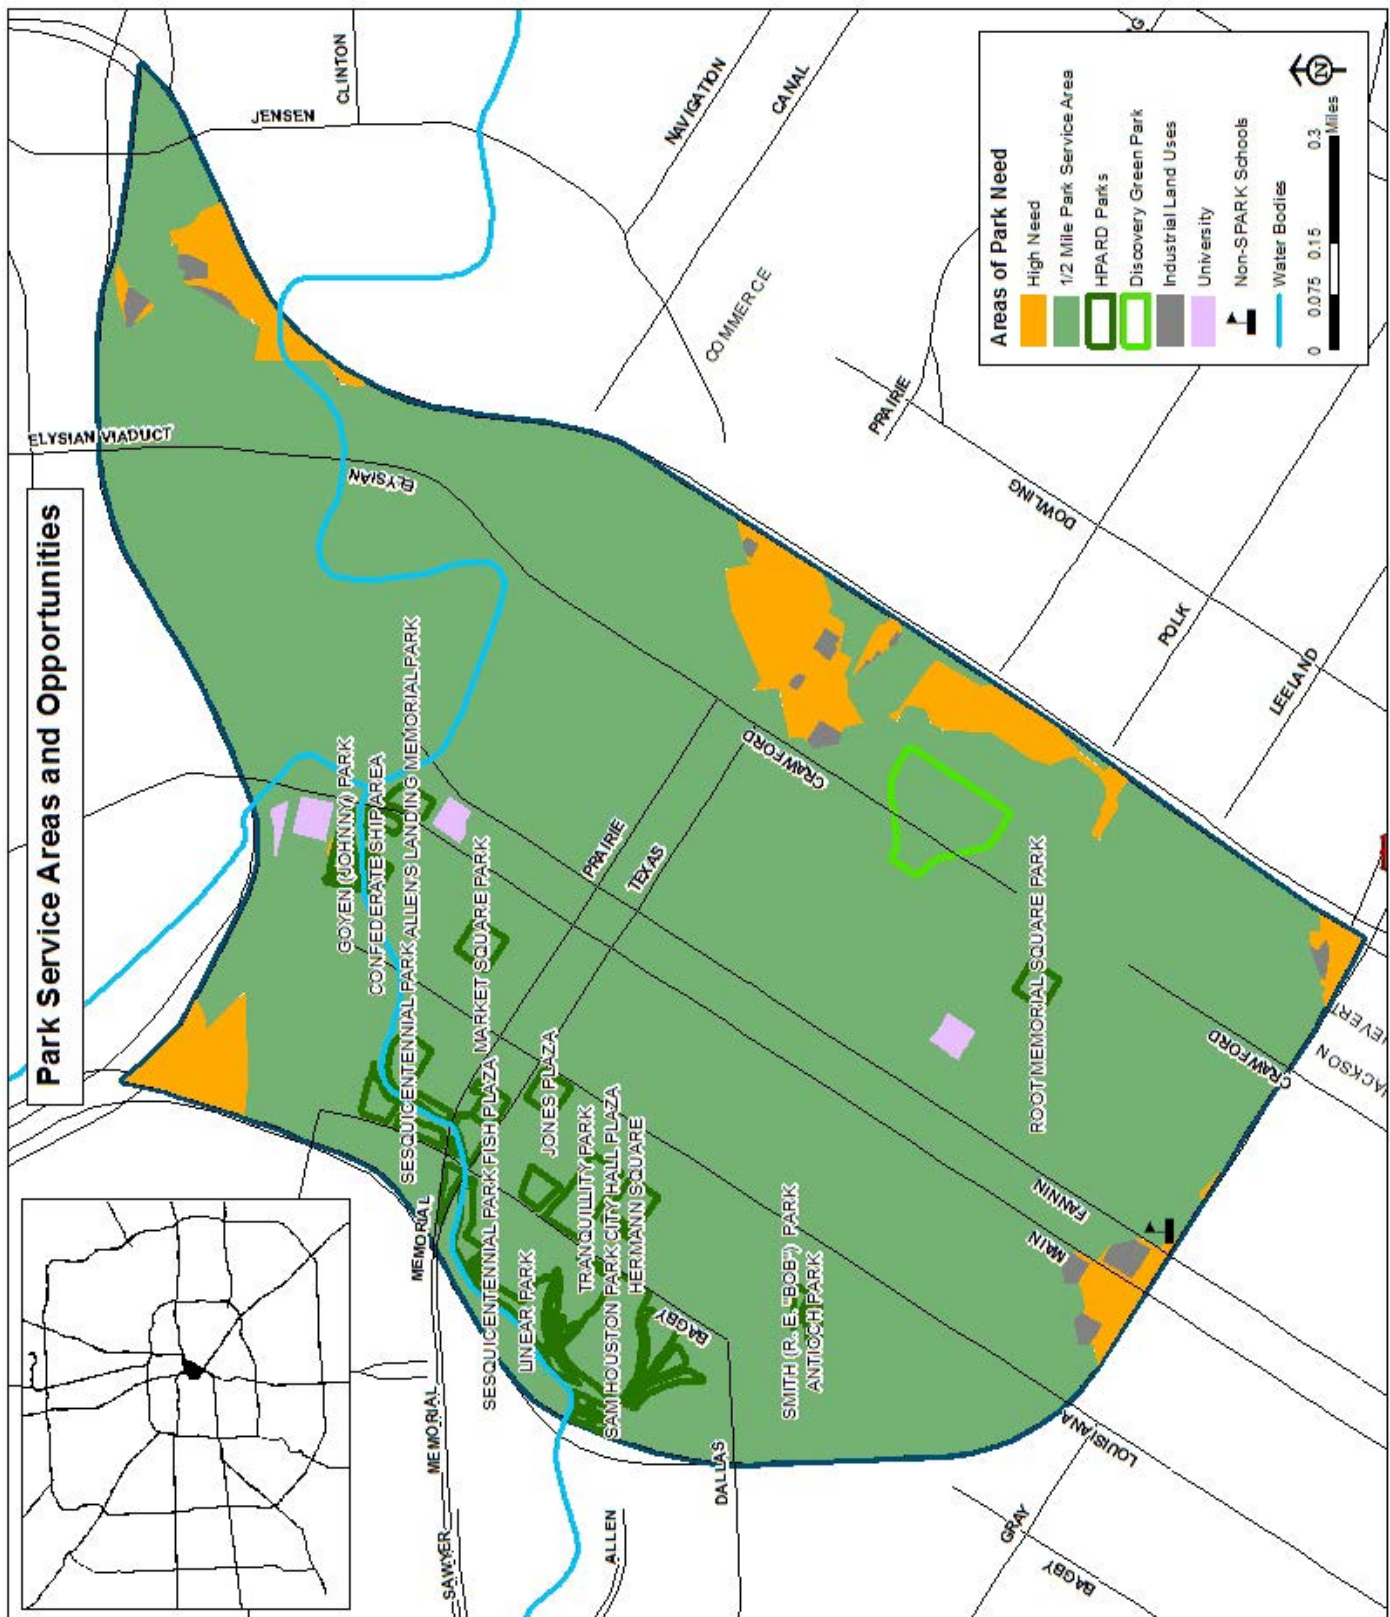 Park Service Areas and Opportunities
CLINTON
JENSEN
NAVIGATION
CANAL
ELYSIAN VIADUCT
ELYSIAN
COMMERCE
PRAIRIE
DOWLING
POLK
LEELAND
GOYEN (JOHNNY) PARK
CONFEDERATE SHIP AREA
ALLEN'S LANDING MEMORIAL PARK
SESQUICENTENNIAL PARK
MARKET SQUARE PARK
SESQUICENTENNIAL PARK FISH PLAZA
PRAIRIE
TEXAS
CRAWFORD
JONES PLAZA
LINEAR PARK
TRANQUILLITY PARK
SAM HOUSTON PARK
CITY HALL PLAZA
HERMANN SQUARE
ROOT MEMORIAL SQUARE PARK
SMITH (R. E. "BOB") PARK
ANTIOCH PARK
MEMORIAL
MEMORIAL
SAWYER
ALLEN
BAGBY
DALLAS
MAIN
FANNIN
CRAWFORD
JACKSON
LOUISIANA
GRAY
BAGBY
Areas of Park Need
High Need
1/2 Mile Park Service Area
HPARD Parks
Discovery Green Park
Industrial Land Uses
University
Non-SPARK Schools
Water Bodies
0 0.075 0.15 0.3
Miles
N